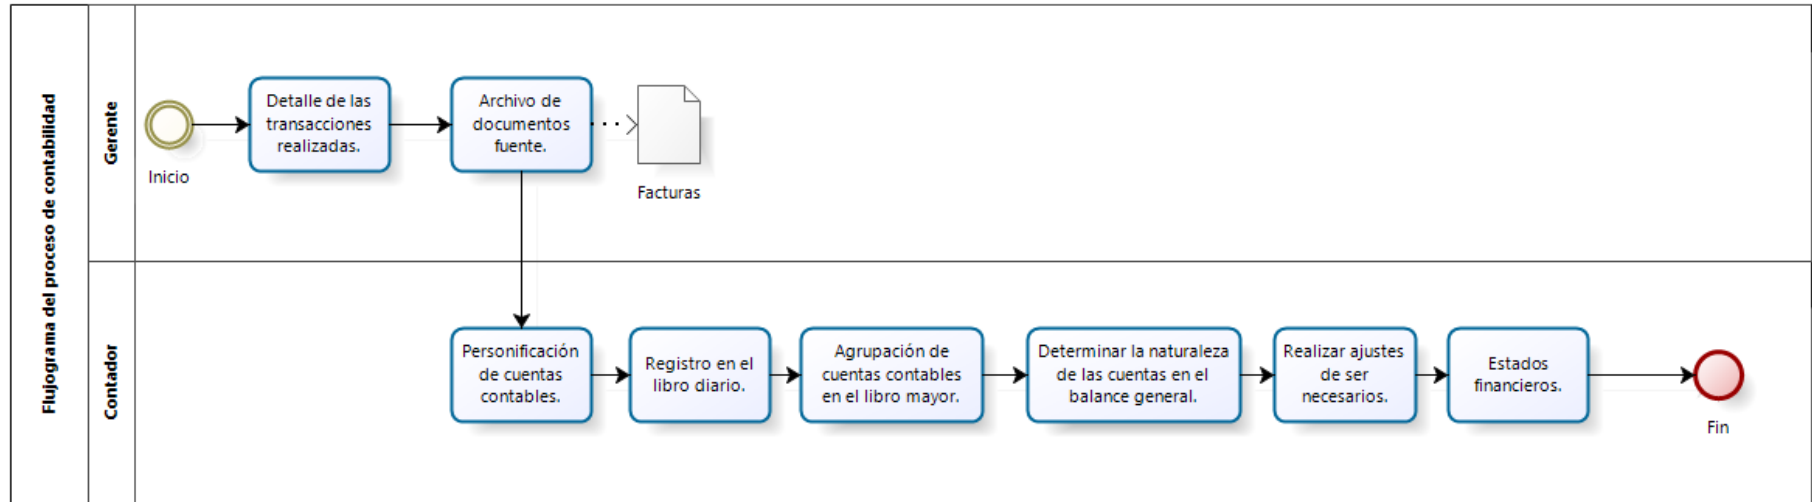 Flujograma del proceso de contabilidad
Gerente
Inicio
Detalle de las
transacciones
realizadas.
Archivo de
documentos
fuente.
Facturas
Contador
Personificación
de cuentas
contables.
Registro en el
libro diario.
Agrupación de
cuentas contables
en el libro mayor.
Determinar la naturaleza
de las cuentas en el
balance general.
Realizar ajustes
de ser
necesarios.
Estados
financieros.
Fin